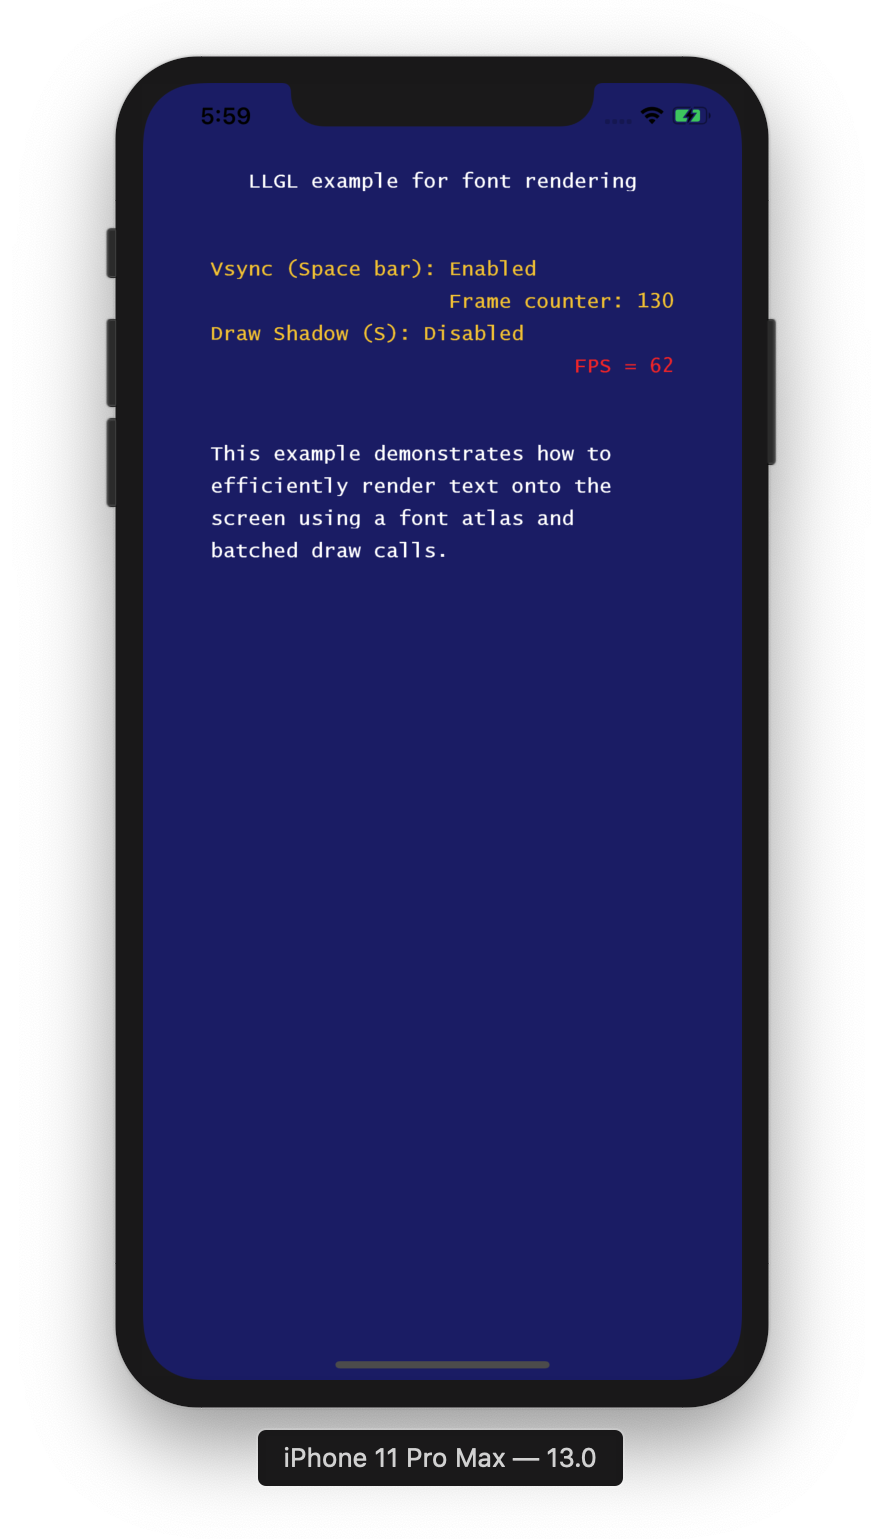 5:59
LLGL example for font rendering
Vsync (Space bar): Enabled
Frame counter: 130
Draw Shadow (S): Disabled
FPS = 62
This example demonstrates how to
efficiently render text onto the
screen using a font atlas and
batched draw calls.
iPhone 11 Pro Max — 13.0